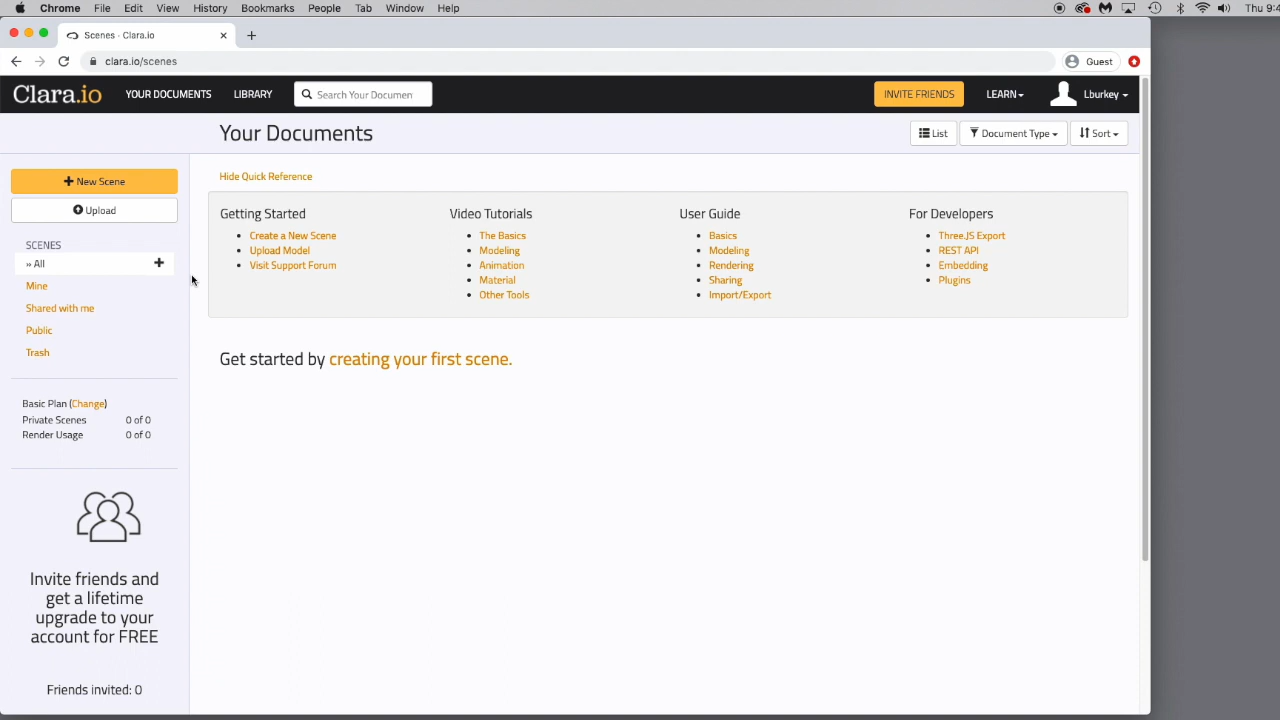 Chrome File Edit View History Bookmarks People Tab Window Help Thu 9:4
Scenes - Clara.io
clara.io/scenes Guest
Clara.io YOUR DOCUMENTS LIBRARY Search Your Documen INVITE FRIENDS LEARN Lburkey
Your Documents List Document Type Sort
New Scene
Upload
SCENES
» All
Mine
Shared with me
Public
Trash
Basic Plan (Change)
Private Scenes 0 of 0
Render Usage 0 of 0
Invite friends and
get a lifetime
upgrade to your
account for FREE
Friends invited: 0
Hide Quick Reference
Getting Started
Create a New Scene
Upload Model
Visit Support Forum
Video Tutorials
The Basics
Modeling
Animation
Material
Other Tools
User Guide
Basics
Modeling
Rendering
Sharing
Import/Export
For Developers
Three.JS Export
REST API
Embedding
Plugins
Get started by creating your first scene.